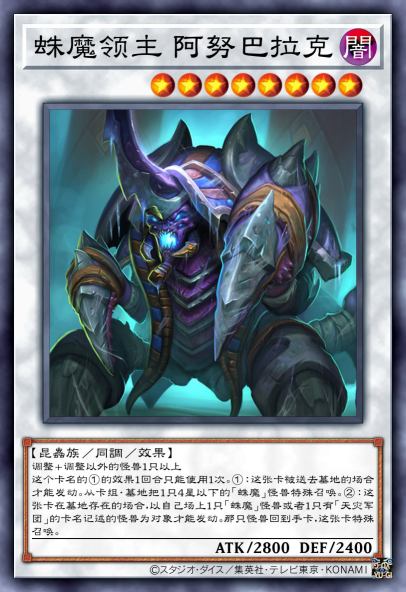 蛛魔领主 阿努巴拉克 闇
【昆蟲族／同調／效果】
调整＋调整以外的怪兽1只以上
这个卡名的①的效果1回合只能使用1次。①：这张卡被送去墓地的场合
才能发动。从卡组·墓地把1只4星以下的「蛛魔」怪兽特殊召唤。②：这
张卡在墓地存在的场合，以自己场上1只「蛛魔」怪兽或者1只有「天灾军
团」的卡名记述的怪兽为对象才能发动。那只怪兽回到手卡，这张卡特殊
召唤。
ATK/2800 DEF/2400
©スタジオ・ダイス／集英社・テレビ東京・KONAMI